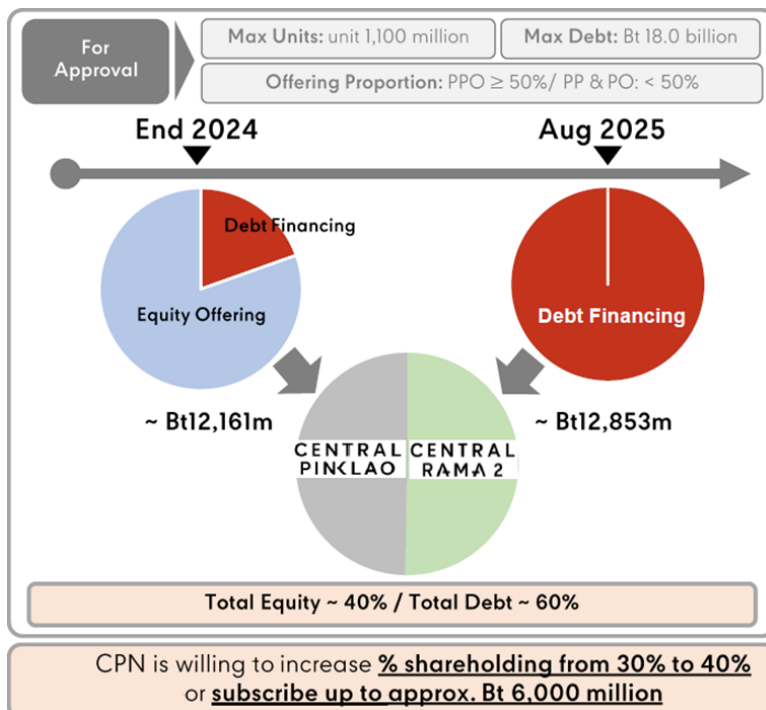 For
Approval
Max Units: unit 1,100 million
Max Debt: Bt 18.0 billion
Offering Proportion: PPO ≥ 50%/ PP & PO: < 50%
End 2024
Aug 2025
Debt Financing
Equity Offering
Debt Financing
~ Bt12,161m
~ Bt12,853m
CENTRAL
PINKLAO
CENTRAL
RAMA 2
Total Equity ~ 40% / Total Debt ~ 60%
CPN is willing to increase % shareholding from 30% to 40%
or subscribe up to approx. Bt 6,000 million